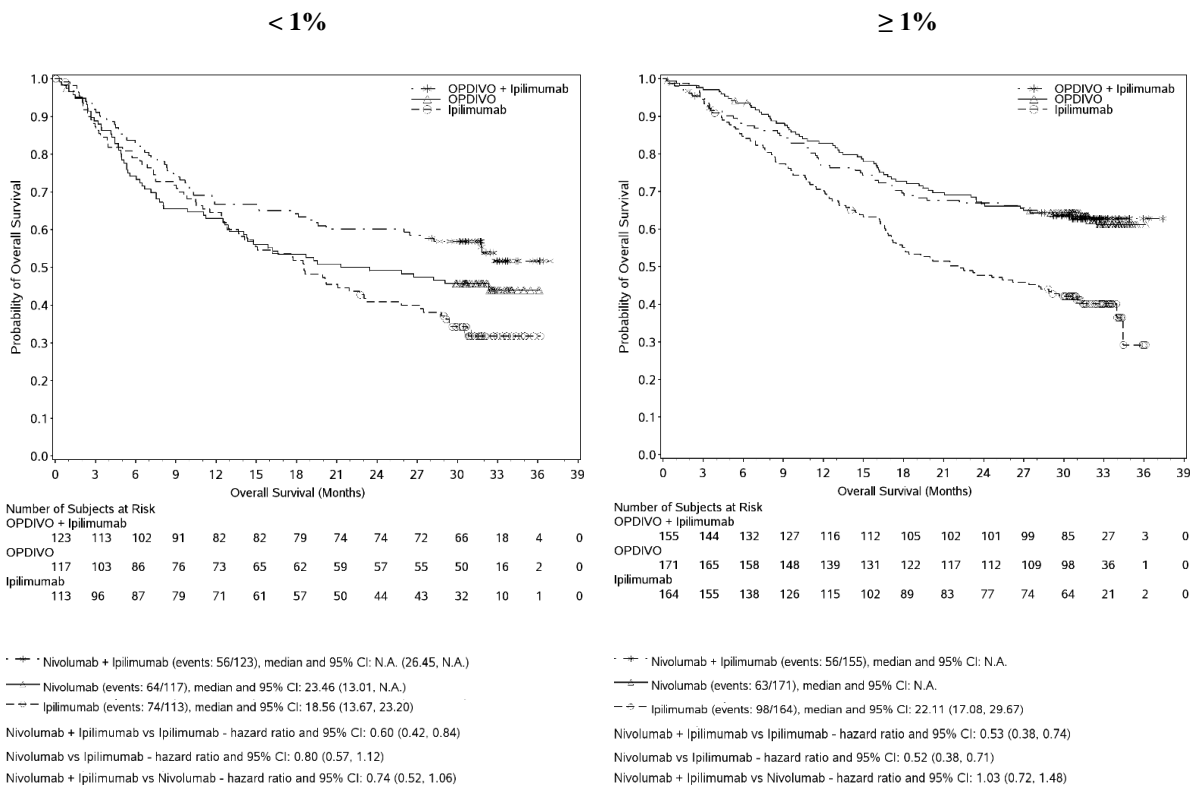 < 1%
≥ 1%
OPDIVO + Ipilimumab
OPDIVO
Ipilimumab
Probability of Overall Survival
1.0
0.9
0.8
0.7
0.6
0.5
0.4
0.3
0.2
0.1
0.0
0 3 6 9 12 15 18 21 24 27 30 33 36 39
Overall Survival (Months)
Number of Subjects at Risk
OPDIVO + Ipilimumab
123 113 102 91 82 82 79 74 74 72 66 18 4 0
OPDIVO
117 103 86 76 73 65 62 59 57 55 50 16 2 0
Ipilimumab
113 96 87 79 71 61 57 50 44 43 32 10 1 0
Nivolumab + Ipilimumab (events: 56/123), median and 95% CI: N.A. (26.45, N.A.)
Nivolumab (events: 64/117), median and 95% CI: 23.46 (13.01, N.A.)
Ipilimumab (events: 74/113), median and 95% CI: 18.56 (13.67, 23.20)
Nivolumab + Ipilimumab vs Ipilimumab - hazard ratio and 95% CI: 0.60 (0.42, 0.84)
Nivolumab vs Ipilimumab - hazard ratio and 95% CI: 0.80 (0.57, 1.12)
Nivolumab + Ipilimumab vs Nivolumab - hazard ratio and 95% CI: 0.74 (0.52, 1.06)
OPDIVO + Ipilimumab
OPDIVO
Ipilimumab
Probability of Overall Survival
1.0
0.9
0.8
0.7
0.6
0.5
0.4
0.3
0.2
0.1
0.0
0 3 6 9 12 15 18 21 24 27 30 33 36 39
Overall Survival (Months)
Number of Subjects at Risk
OPDIVO + Ipilimumab
155 144 132 127 116 112 105 102 101 99 85 27 3 0
OPDIVO
171 165 158 148 139 131 122 117 112 109 98 36 1 0
Ipilimumab
164 155 138 126 115 102 89 83 77 74 64 21 2 0
Nivolumab + Ipilimumab (events: 56/155), median and 95% CI: N.A.
Nivolumab (events: 63/171), median and 95% CI: N.A.
Ipilimumab (events: 98/164), median and 95% CI: 22.11 (17.08, 29.67)
Nivolumab + Ipilimumab vs Ipilimumab - hazard ratio and 95% CI: 0.53 (0.38, 0.74)
Nivolumab vs Ipilimumab - hazard ratio and 95% CI: 0.52 (0.38, 0.71)
Nivolumab + Ipilimumab vs Nivolumab - hazard ratio and 95% CI: 1.03 (0.72, 1.48)